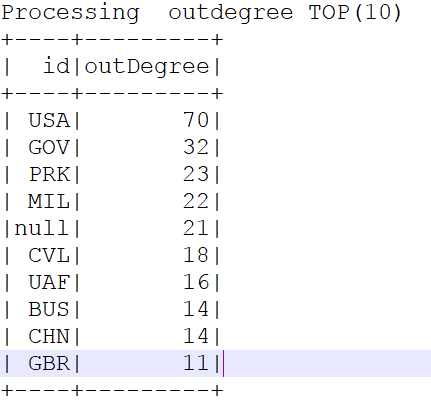 Processing  outdegree TOP(10)
+----+---------+
|  id|outDegree|
+----+---------+
| USA|       70|
| GOV|       32|
| PRK|       23|
| MIL|       22|
|null|       21|
| CVL|       18|
| UAF|       16|
| BUS|       14|
| CHN|       14|
| GBR|       11|
+----+---------+